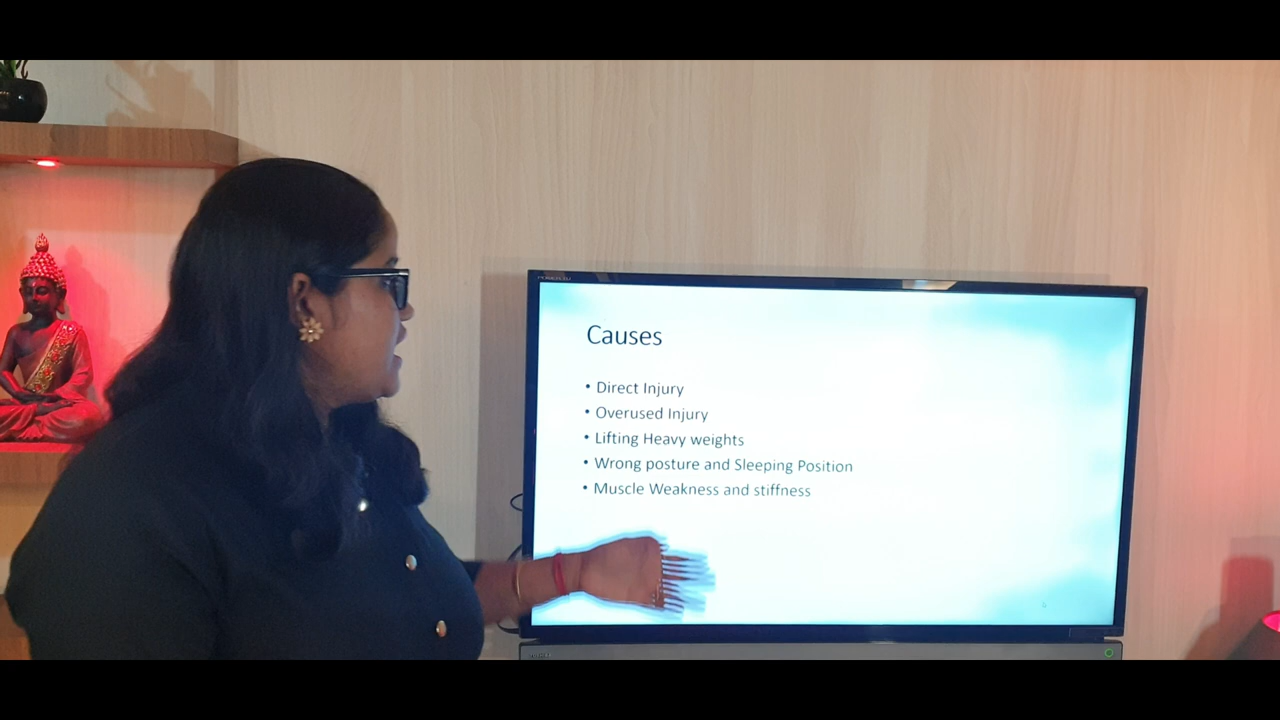 Causes
• Direct Injury
• Overused Injury
• Lifting Heavy weights
• Wrong posture and Sleeping Position
• Muscle Weakness and stiffness